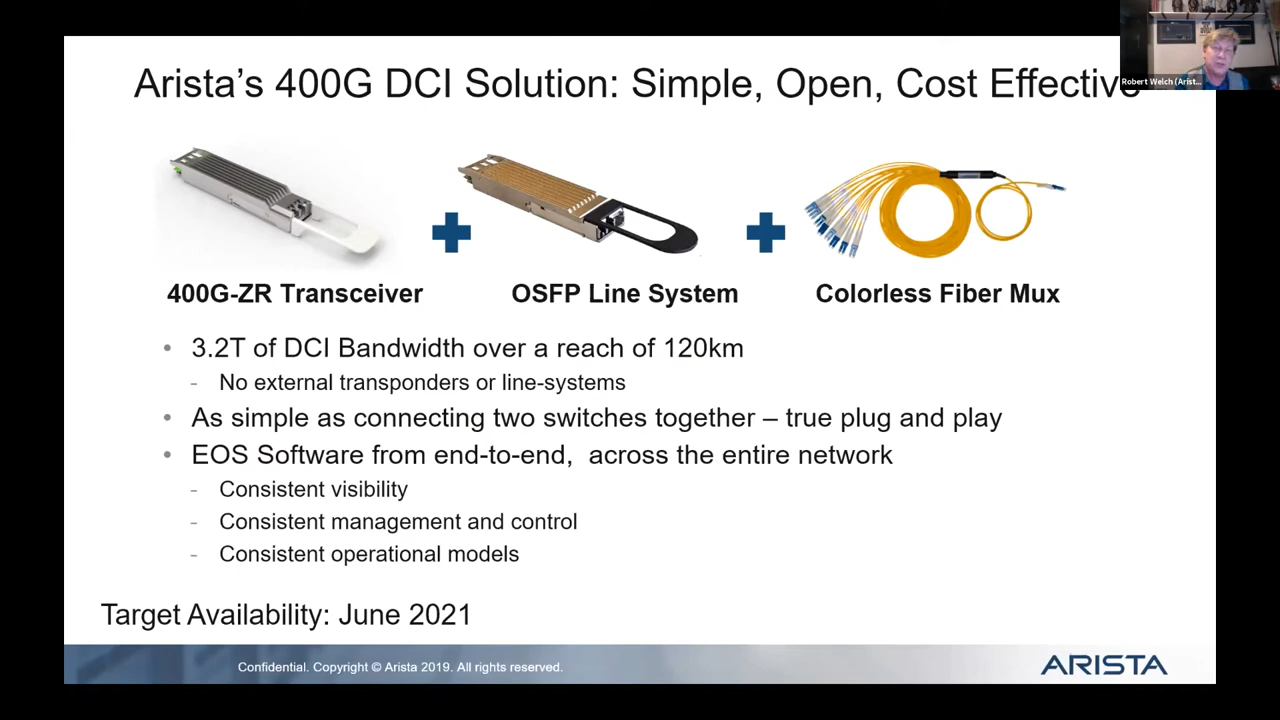 Arista's 400G DCI Solution: Simple, Open, Cost Effective
Robert Welch (Arist...
400G-ZR Transceiver
OSFP Line System
Colorless Fiber Mux
• 3.2T of DCI Bandwidth over a reach of 120km
- No external transponders or line-systems
• As simple as connecting two switches together – true plug and play
• EOS Software from end-to-end, across the entire network
- Consistent visibility
- Consistent management and control
- Consistent operational models
Target Availability: June 2021
Confidential. Copyright © Arista 2019. All rights reserved.
ARISTA